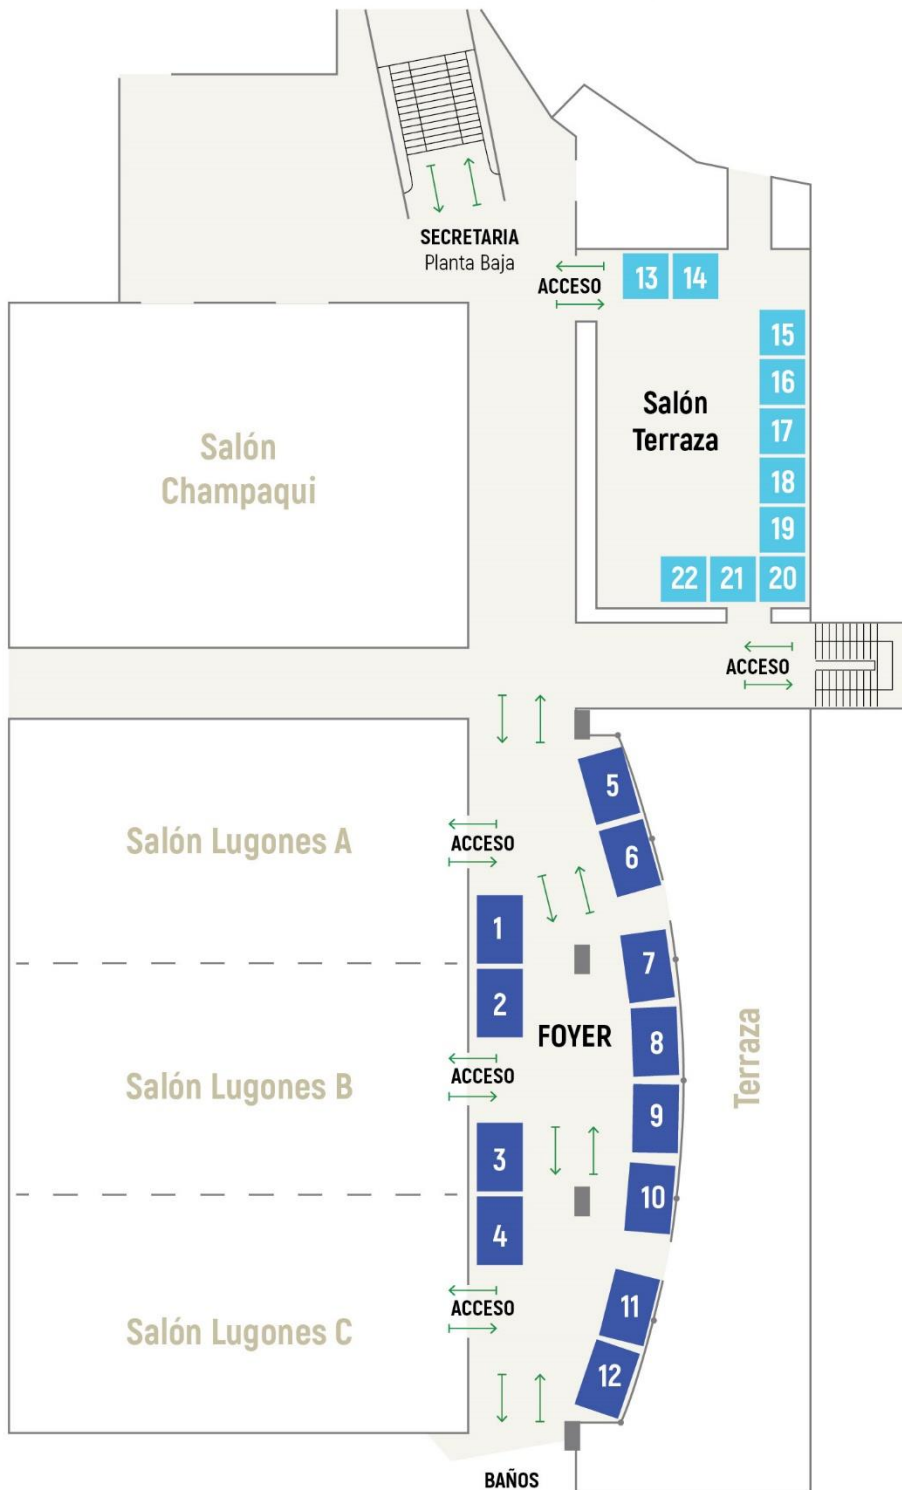 SECRETARIA
Planta Baja
ACCESO
13
14
15
16
17
18
19
20
21
22
Salón
Terraza
Salón
Champaqui
ACCESO
Salón Lugones A
ACCESO
5
6
1
2
7
8
FOYER
Terraza
Salón Lugones B
ACCESO
9
3
10
4
ACCESO
11
Salón Lugones C
12
BAÑOS